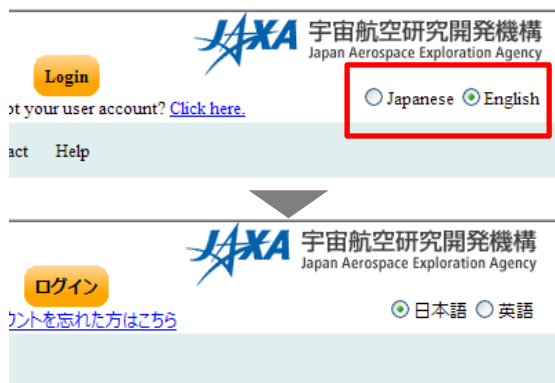 JAXA 宇宙航空研究開発機構
Japan Aerospace Exploration Agency
Login
Japanese English
your user account? Click here.
Help
JAXA 宇宙航空研究開発機構
Japan Aerospace Exploration Agency
ログイン
日本語 英語
ウントを忘れた方はこちら